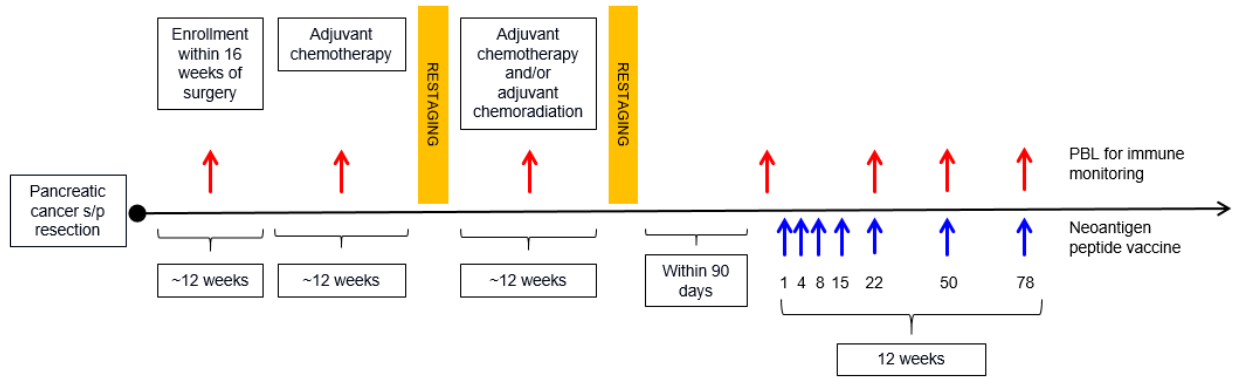 Enrollment
within 16
weeks of
surgery
Adjuvant
chemotherapy
RESTAGING
Adjuvant
chemotherapy
and/or
adjuvant
chemoradiation
RESTAGING
PBL for immune
monitoring
Pancreatic
cancer s/p
resection
Neoantigen
peptide vaccine
~12 weeks
~12 weeks
~12 weeks
Within 90
days
1 4 8 15 22 50 78
12 weeks